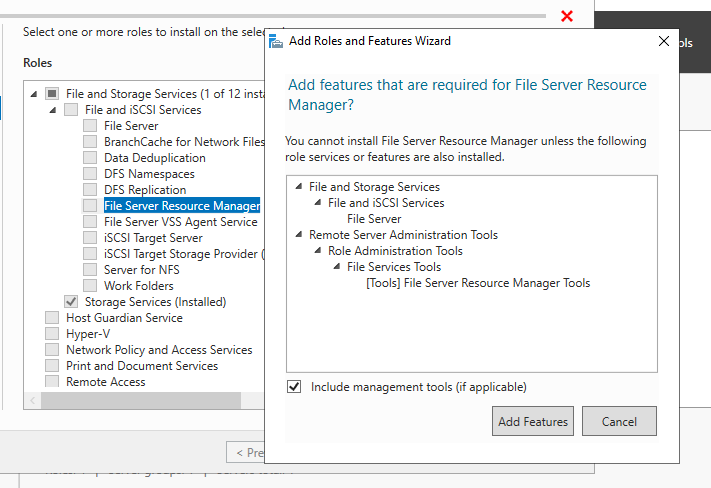 Select one or more roles to install on the selected
Roles
File and Storage Services (1 of 12 insta
File and iSCSI Services
File Server
BranchCache for Network Files
Data Deduplication
DFS Namespaces
DFS Replication
File Server Resource Manager
File Server VSS Agent Service
iSCSI Target Server
iSCSI Target Storage Provider (
Server for NFS
Work Folders
Storage Services (Installed)
Host Guardian Service
Hyper-V
Network Policy and Access Services
Print and Document Services
Remote Access
< Pre
Add Roles and Features Wizard
Add features that are required for File Server Resource
Manager?
You cannot install File Server Resource Manager unless the following
role services or features are also installed.
File and Storage Services
File and iSCSI Services
File Server
Remote Server Administration Tools
Role Administration Tools
File Services Tools
[Tools] File Server Resource Manager Tools
Include management tools (if applicable)
Add Features
Cancel
ols